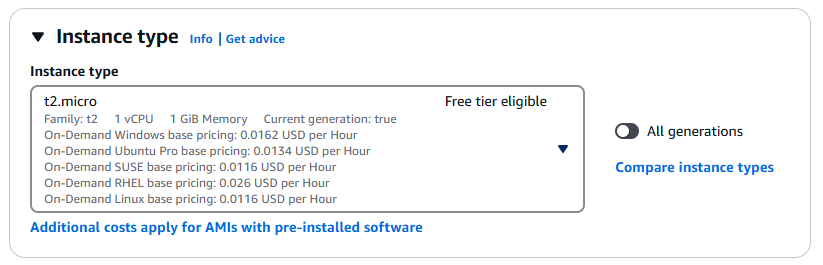 Instance type Info | Get advice
Instance type
t2.micro Free tier eligible
Family: t2 1 vCPU 1 GiB Memory Current generation: true
On-Demand Windows base pricing: 0.0162 USD per Hour
On-Demand Ubuntu Pro base pricing: 0.0134 USD per Hour
On-Demand SUSE base pricing: 0.0116 USD per Hour
On-Demand RHEL base pricing: 0.026 USD per Hour
On-Demand Linux base pricing: 0.0116 USD per Hour
All generations
Compare instance types
Additional costs apply for AMIs with pre-installed software